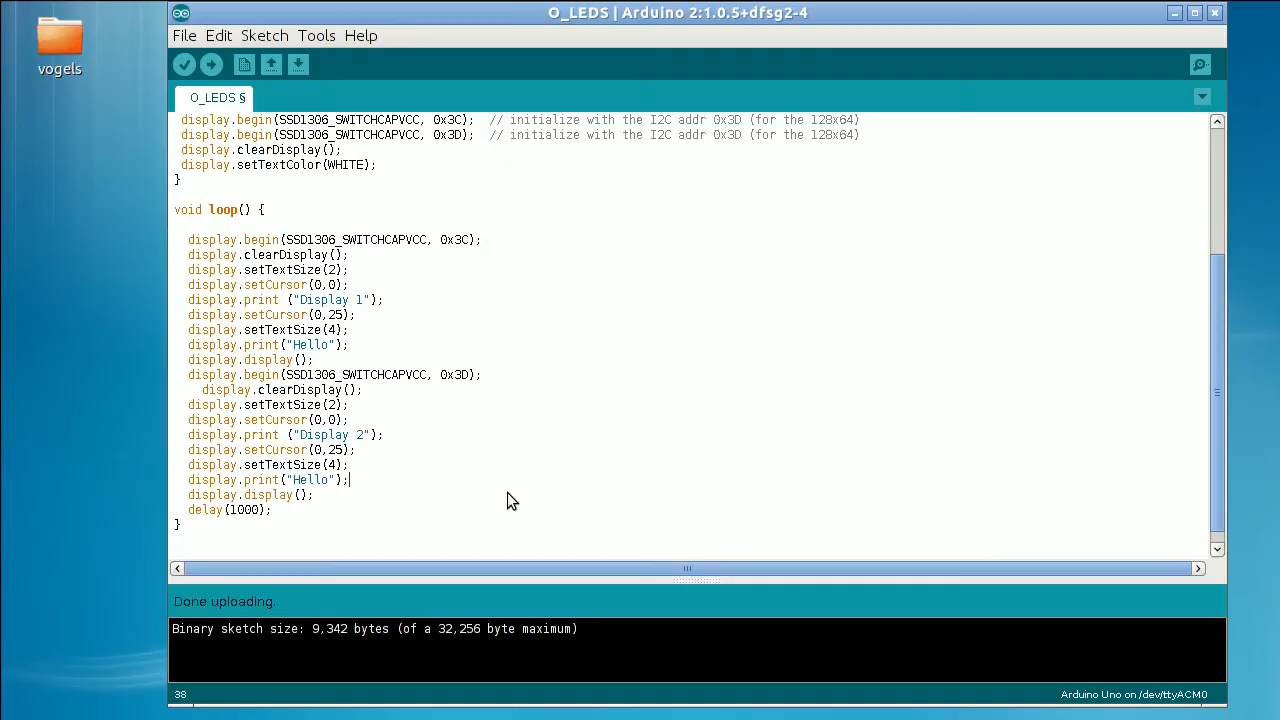 vogels
O_LEDS | Arduino 2:1.0.5+dfsg2-4
File Edit Sketch Tools Help
O_LEDS §
display.begin(SSD1306_SWITCHCAPVCC, 0x3C);  // initialize with the I2C addr 0x3D (for the 128x64)
display.begin(SSD1306_SWITCHCAPVCC, 0x3D);  // initialize with the I2C addr 0x3D (for the 128x64)
display.clearDisplay();
display.setTextColor(WHITE);
}
void loop() {
display.begin(SSD1306_SWITCHCAPVCC, 0x3C);
display.clearDisplay();
display.setTextSize(2);
display.setCursor(0,0);
display.print ("Display 1");
display.setCursor(0,25);
display.setTextSize(4);
display.print("Hello");
display.display();
display.begin(SSD1306_SWITCHCAPVCC, 0x3D);
display.clearDisplay();
display.setTextSize(2);
display.setCursor(0,0);
display.print ("Display 2");
display.setCursor(0,25);
display.setTextSize(4);
display.print("Hello");
display.display();
delay(1000);
}
Done uploading.
Binary sketch size: 9,342 bytes (of a 32,256 byte maximum)
38
Arduino Uno on /dev/ttyACM0